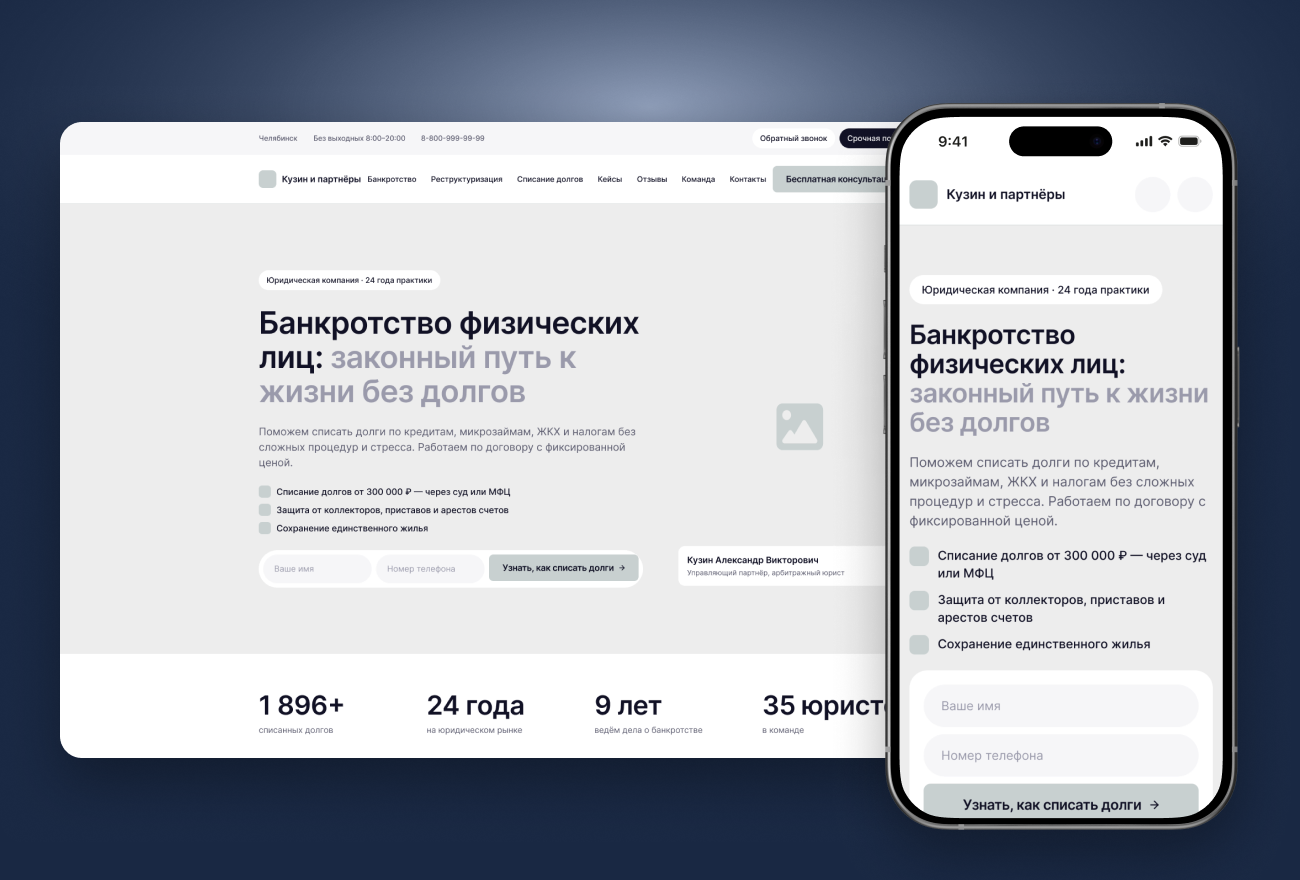 Челябинск Без выходных 8:00–20:00 8-800-999-99-99 Обратный звонок Срочная
Кузин и партнёры Банкротство Реструктуризация Списание долгов Кейсы Отзывы Команда Контакты Бесплатная
Юридическая компания · 24 года практики
Банкротство физических
лиц: законный путь к
жизни без долгов
Поможем списать долги по кредитам, микрозаймам, ЖКХ и налогам без
сложных процедур и стресса. Работаем по договору с фиксированной
ценой.
Списание долгов от 300 000 ₽ — через суд или МФЦ
Защита от коллекторов, приставов и арестов счетов
Сохранение единственного жилья
Ваше имя Номер телефона Узнать, как списать долги →
Кузин Александр Викторович
Управляющий партнёр, арбитражный юрист
1 896+ 24 года 9 лет 35
списанных долгов на юридическом рынке ведём дела о банкротстве в команде
9:41
Кузин и партнёры
Юридическая компания · 24 года практики
Банкротство
физических лиц:
законный путь к жизни
без долгов
Поможем списать долги по кредитам,
микрозаймам, ЖКХ и налогам без сложных
процедур и стресса. Работаем по договору с
фиксированной ценой.
Списание долгов от 300 000 ₽ — через суд
или МФЦ
Защита от коллекторов, приставов и
арестов счетов
Сохранение единственного жилья
Ваше имя
Номер телефона
Узнать, как списать долги →